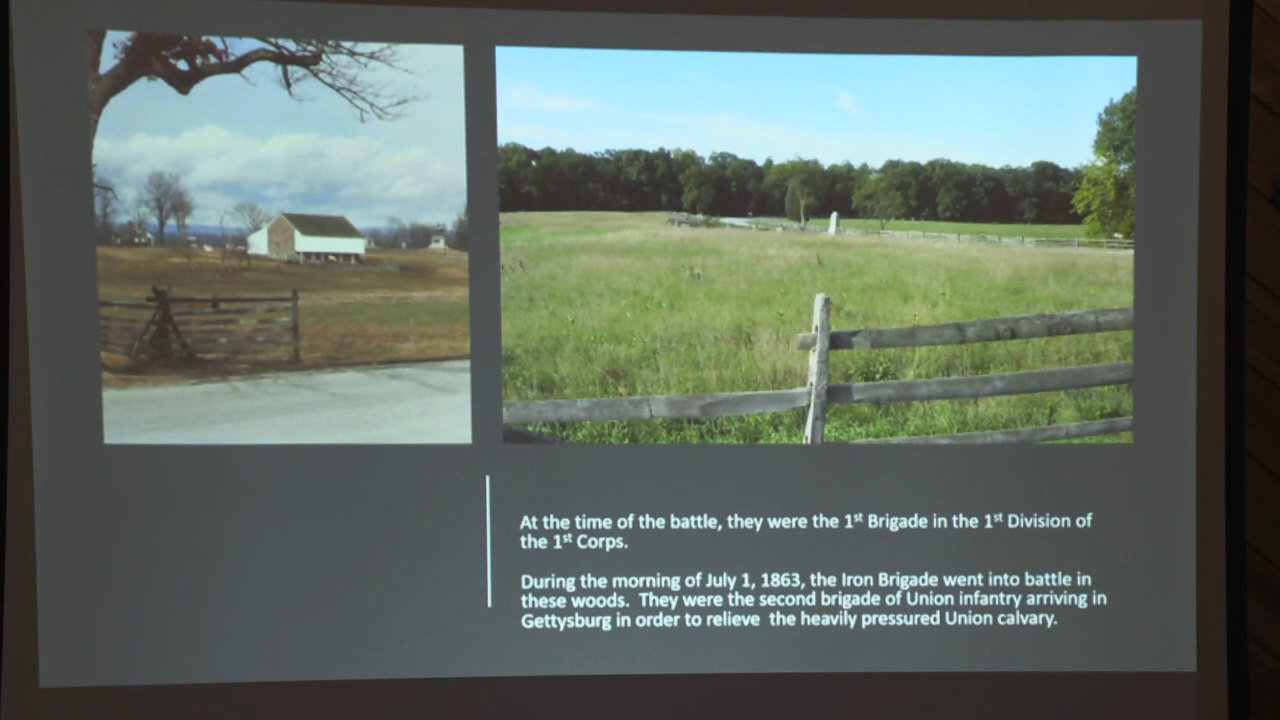 At the time of the battle, they were the 1st Brigade in the 1st Division of
the 1st Corps.
During the morning of July 1, 1863, the Iron Brigade went into battle in
these woods. They were the second brigade of Union infantry arriving in
Gettysburg in order to relieve the heavily pressured Union calvary.